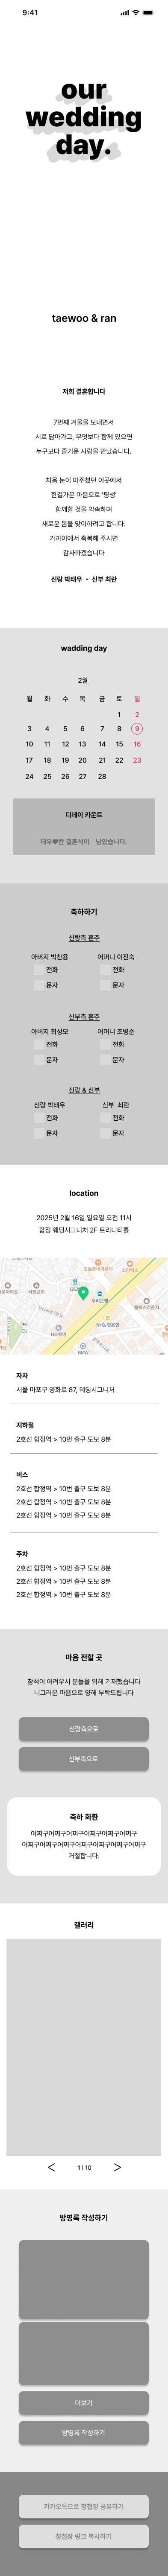 9:41
our
wedding
day.
taewoo & ran
저희 결혼합니다
7번째 겨울을 보내면서
서로 닮아가고, 무엇보다 함께 있으면
누구보다 즐거운 사람을 만났습니다.
처음 눈이 마주쳤던 이곳에서
한결가은 마음으로 '평생'
함께할 것을 약속하며
새로운 봄을 맞이하려고 합니다.
가까이에서 축복해 주시면
감사하겠습니다
신랑 박태우 · 신부 최란
wadding day
2월
월 화 수 목 금 토 일
1 2
3 4 5 6 7 8 9
10 11 12 13 14 15 16
17 18 19 20 21 22 23
24 25 26 27 28
디데이 카운트
태우♥란 결혼식이 남았습니다.
축하하기
신랑측 혼주
아버지 박찬용 어머니 이진숙
전화 전화
문자 문자
신부측 혼주
아버지 최성모 어머니 조병순
전화 전화
문자 문자
신랑 & 신부
신랑 박태우 신부 최란
전화 전화
문자 문자
location
2025년 2월 16일 일요일 오전 11시
합정 웨딩시그니처 2F 트리니티홀
자차
서울 마포구 양화로 87, 웨딩시그니처
지하철
2호선 합정역 > 10번 출구 도보 8분
버스
2호선 합정역 > 10번 출구 도보 8분
2호선 합정역 > 10번 출구 도보 8분
2호선 합정역 > 10번 출구 도보 8분
주차
2호선 합정역 > 10번 출구 도보 8분
2호선 합정역 > 10번 출구 도보 8분
2호선 합정역 > 10번 출구 도보 8분
마음 전할 곳
참석이 어려우시 분들을 위해 기재했습니다
너그러운 마음으로 양해 부탁드립니다
신랑측으로
신부측으로
축하 화환
어쩌구어쩌구어쩌구어쩌구어쩌구어쩌구
어쩌구어쩌구어쩌구어쩌구어쩌구어쩌구어쩌구
거절합니다.
갤러리
< 1 | 10 >
방명록 작성하기
더보기
방명록 작성하기
카카오톡으로 청첩장 공유하기
청첩장 링크 복사하기